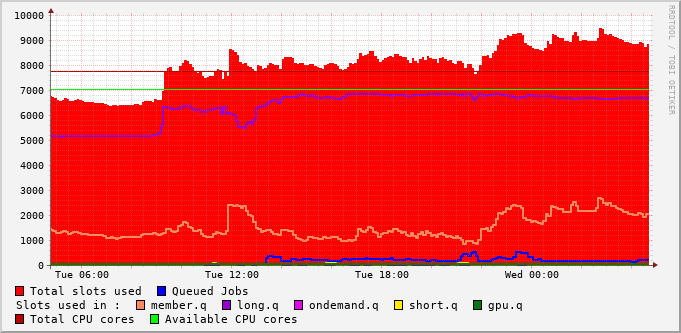 10000
9000
8000
7000
6000
5000
4000
3000
2000
1000
0
Tue 06:00 Tue 12:00 Tue 18:00 Wed 00:00
RRDTOOL / TOBI OETIKER
Total slots used Queued Jobs
Slots used in : member.q long.q ondemand.q short.q gpu.q
Total CPU cores Available CPU cores